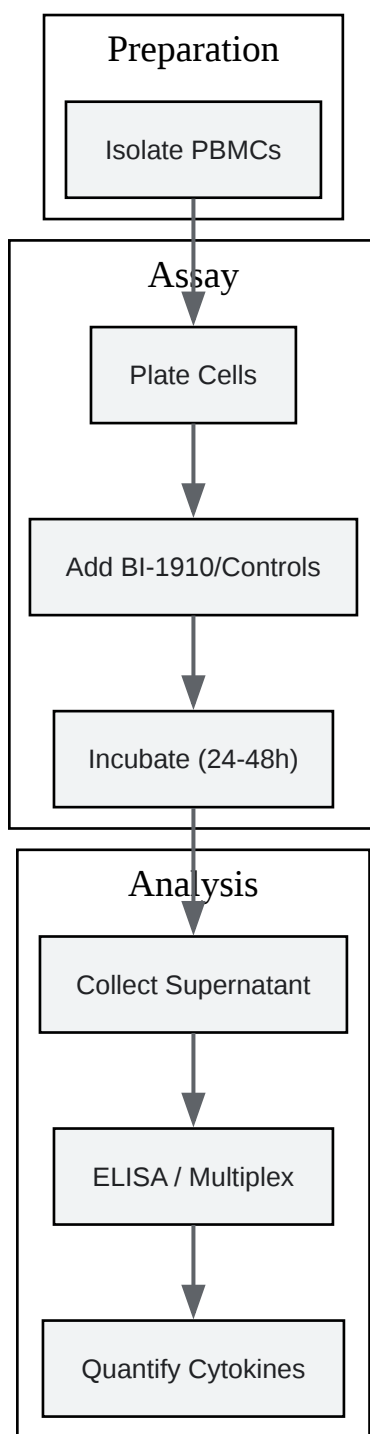 Preparation
Isolate PBMCs
Assay
Plate Cells
Add BI-1910/Controls
Incubate (24-48h)
Analysis
Collect Supernatant
ELISA / Multiplex
Quantify Cytokines